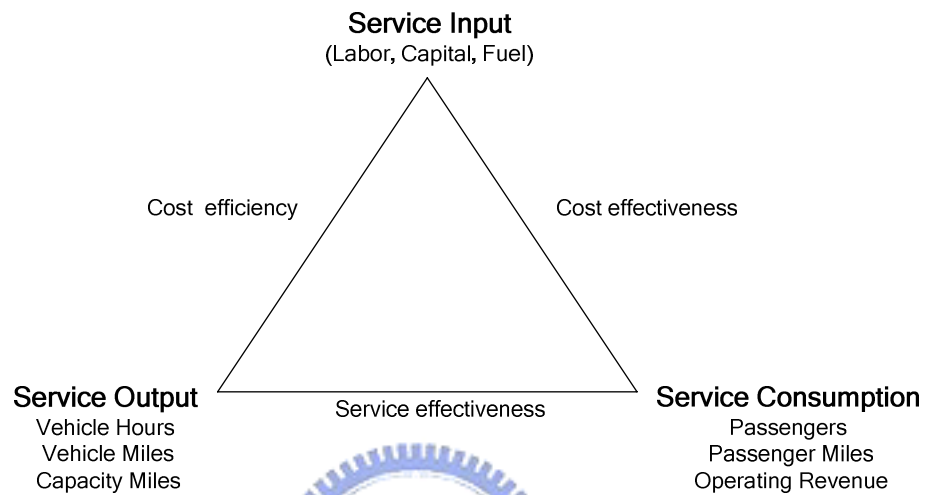 Service Input
(Labor, Capital, Fuel)
Cost efficiency
Cost effectiveness
Service Output
Vehicle Hours
Vehicle Miles
Capacity Miles
Service effectiveness
Service Consumption
Passengers
Passenger Miles
Operating Revenue